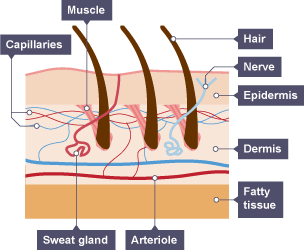 Muscle
Capillaries
Hair
Nerve
Epidermis
Dermis
Fatty
tissue
Sweat gland
Arteriole